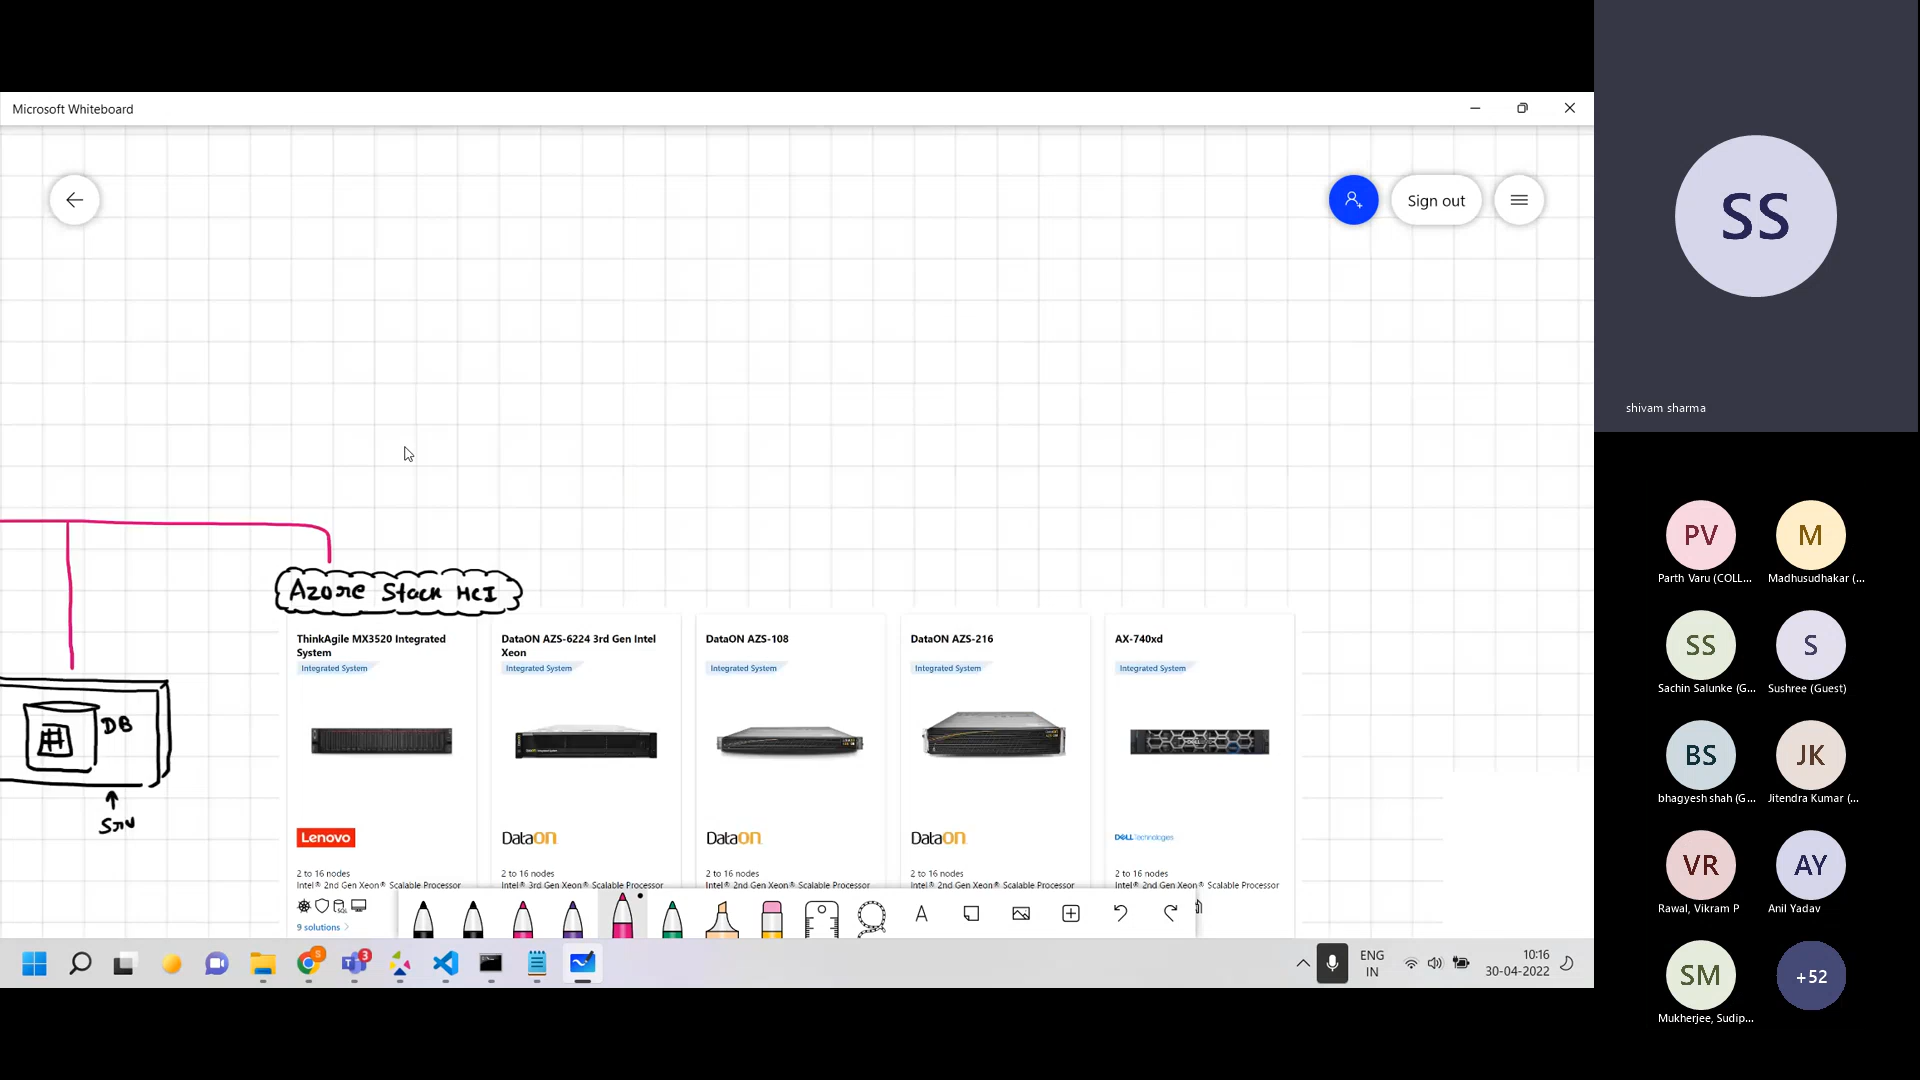 Microsoft Whiteboard
Sign out
SS
shivam sharma
Azore Stack HCI
ThinkAgile MX3520 Integrated
System
Integrated System
Lenovo
2 to 16 nodes
Intel® 2nd Gen Xeon® Scalable Processor
9 solutions
DataON AZS-6224 3rd Gen Intel
Xeon
Integrated System
DataON
2 to 16 nodes
Intel® 3rd Gen Xeon® Scalable Processor
DataON AZS-108
Integrated System
DataON
2 to 16 nodes
Intel® 2nd Gen Xeon® Scalable Processor
DataON AZS-216
Integrated System
DataON
2 to 16 nodes
Intel® 2nd Gen Xeon® Scalable Processor
AX-740xd
Integrated System
DELL Technologies
2 to 16 nodes
Intel® 2nd Gen Xeon® Scalable Processor
DB
PV
Parth Varu (COLL...
M
Madhusudhakar (...
SS
Sachin Salunke (G...
S
Sushree (Guest)
BS
bhagyesh shah (G...
JK
Jitendra Kumar (...
VR
Rawal, Vikram P
AY
Anil Yadav
SM
Mukherjee, Sudip...
+52
S
3
ENG
IN
10:16
30-04-2022